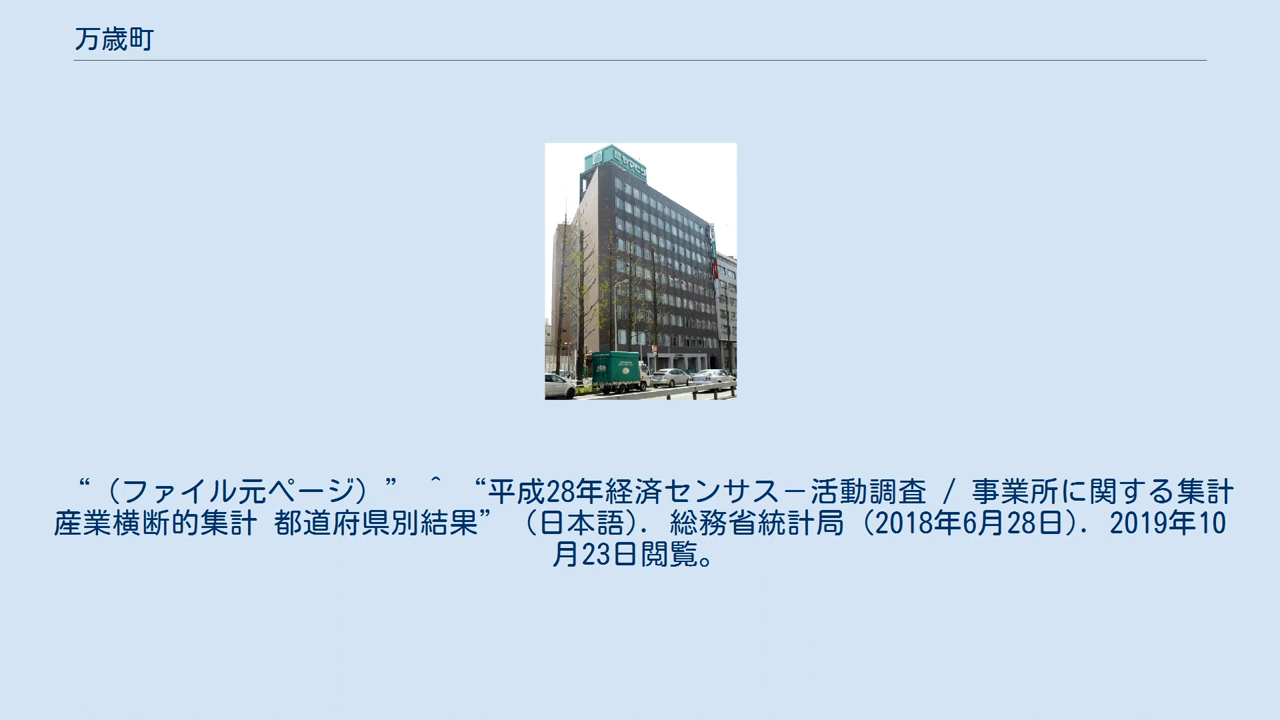 万歳町
ヤマビシ
“（ファイル元ページ）” ^ “平成28年経済センサス－活動調査 / 事業所に関する集計
産業横断的集計 都道府県別結果” （日本語）. 総務省統計局 (2018年6月28日). 2019年10
月23日閲覧。